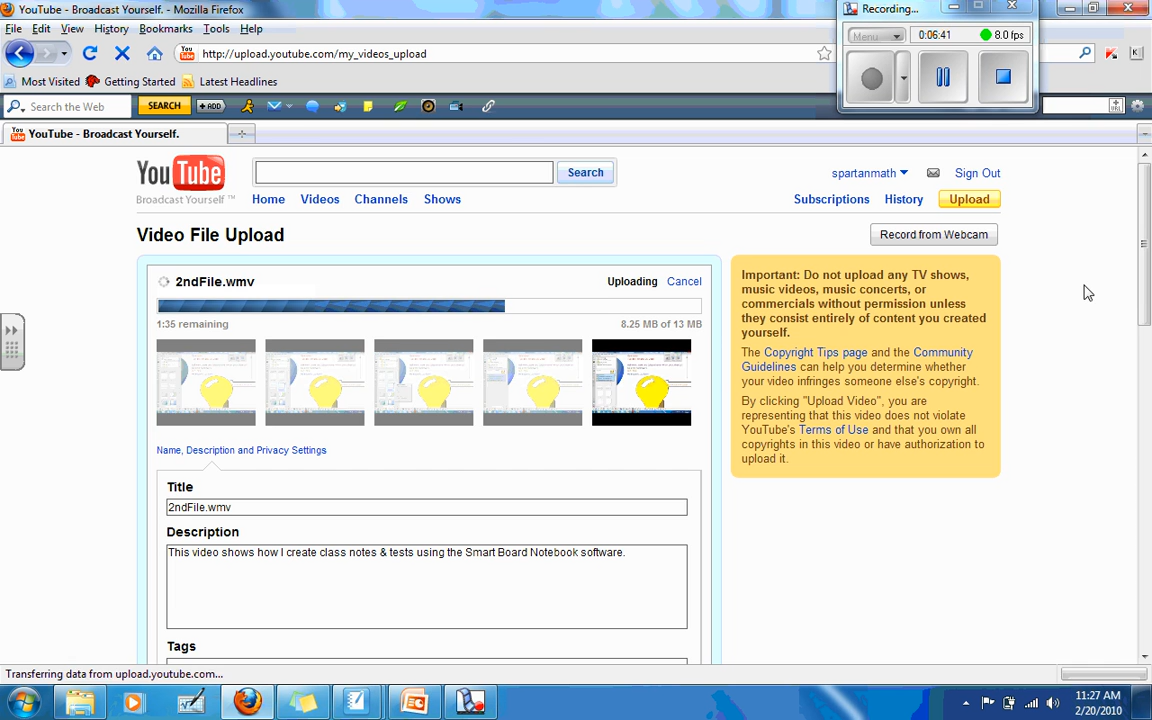 YouTube - Broadcast Yourself. - Mozilla Firefox
Recording...
File Edit View History Bookmarks Tools Help
Menu 0:06:41 8.0 fps
http://upload.youtube.com/my_videos_upload
Most Visited Getting Started Latest Headlines
Search the Web SEARCH +ADD
YouTube - Broadcast Yourself.
YouTube Search spartanmath Sign Out
Broadcast Yourself ™ Home Videos Channels Shows Subscriptions History Upload
Video File Upload Record from Webcam
2ndFile.wmv Uploading Cancel
1:35 remaining 8.25 MB of 13 MB
Name, Description and Privacy Settings
Title
2ndFile.wmv
Description
This video shows how I create class notes & tests using the Smart Board Notebook software.
Tags
Important: Do not upload any TV shows,
music videos, music concerts, or
commercials without permission unless
they consist entirely of content you created
yourself.
The Copyright Tips page and the Community
Guidelines can help you determine whether
your video infringes someone else's copyright.
By clicking "Upload Video", you are
representing that this video does not violate
YouTube's Terms of Use and that you own all
copyrights in this video or have authorization to
upload it.
Transferring data from upload.youtube.com...
11:27 AM
2/20/2010